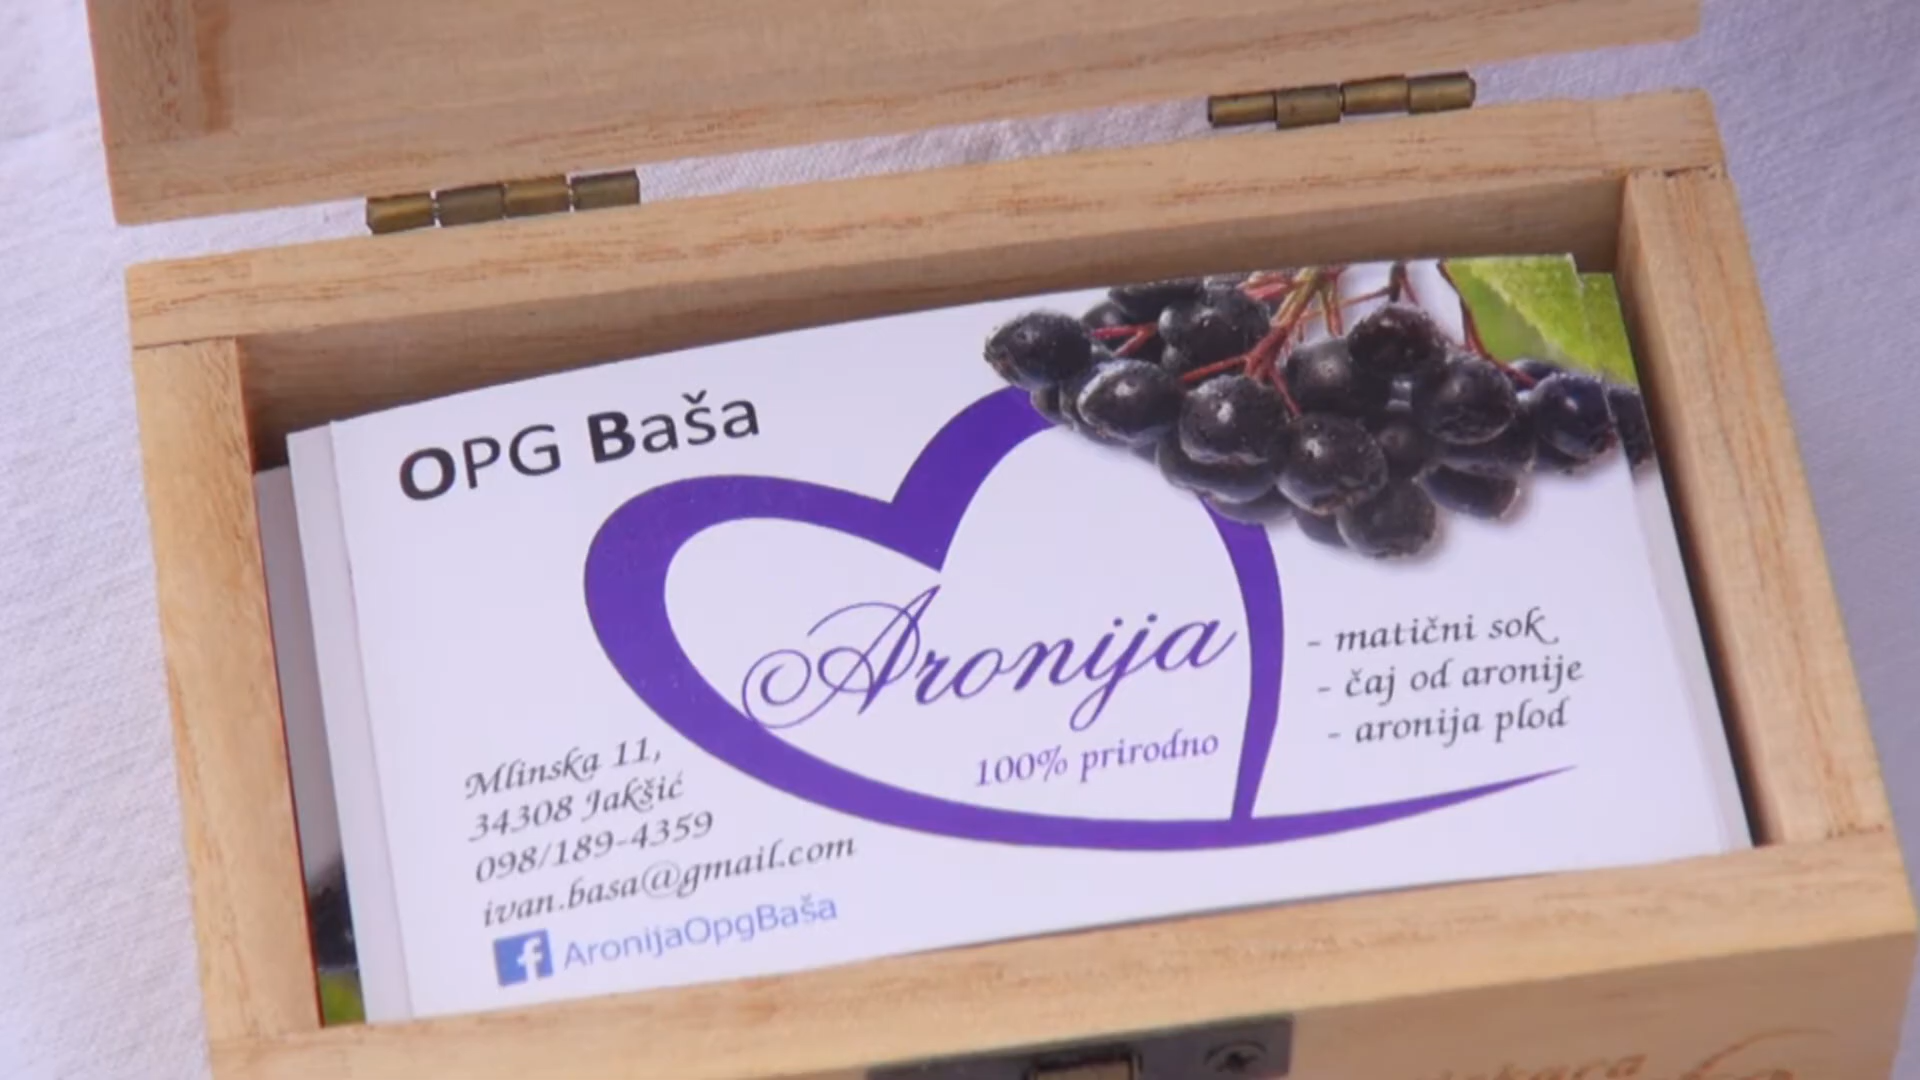 OPG Baša
Aronija
100% prirodno
- matični sok
- čaj od aronije
- aronija plod
Mlinska 11,
34308 Jakšić
098/189-4359
ivan.basa@gmail.com
AronijaOpgBaša